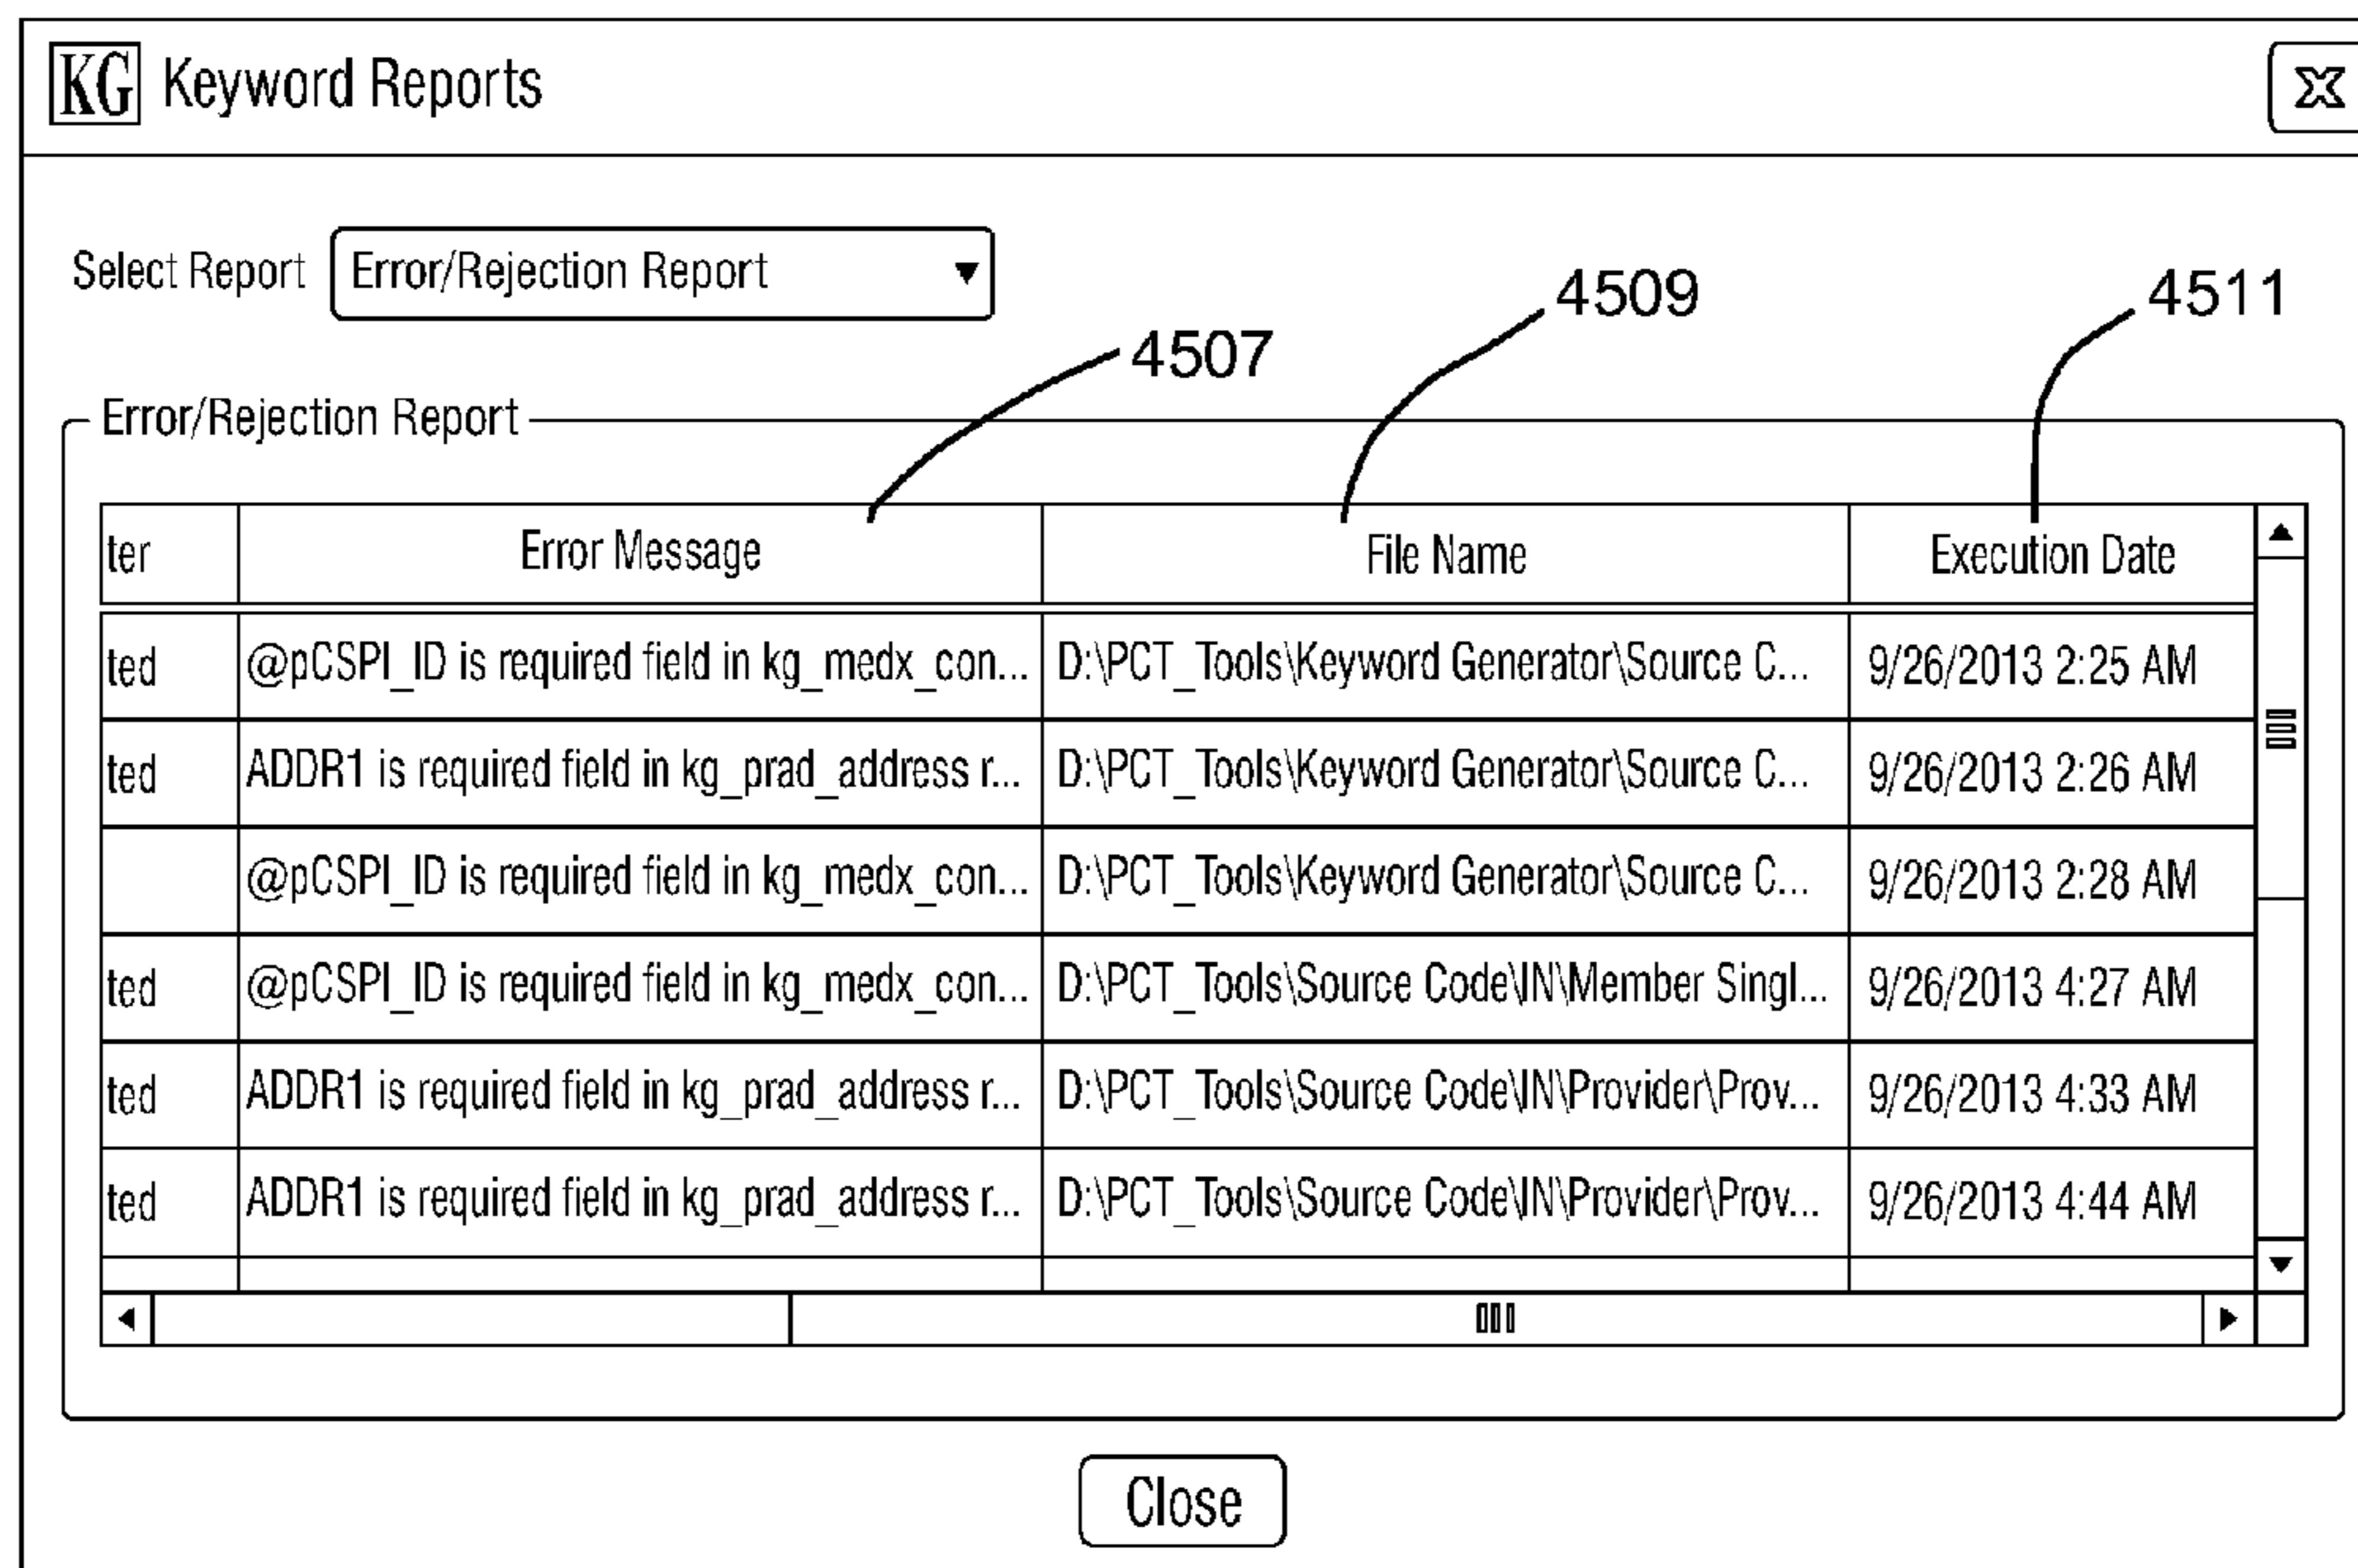 KG Keyword Reports
Select Report Error/Rejection Report
4507 4509 4511
Error/Rejection Report
ter Error Message File Name Execution Date
ted @pCSPI_ID is required field in kg_medx_con... D:\PCT_Tools\Keyword Generator\Source C... 9/26/2013 2:25 AM
ted ADDR1 is required field in kg_prad_address r... D:\PCT_Tools\Keyword Generator\Source C... 9/26/2013 2:26 AM
@pCSPI_ID is required field in kg_medx_con... D:\PCT_Tools\Keyword Generator\Source C... 9/26/2013 2:28 AM
ted @pCSPI_ID is required field in kg_medx_con... D:\PCT_Tools\Source Code\IN\Member Singl... 9/26/2013 4:27 AM
ted ADDR1 is required field in kg_prad_address r... D:\PCT_Tools\Source Code\IN\Provider\Prov... 9/26/2013 4:33 AM
ted ADDR1 is required field in kg_prad_address r... D:\PCT_Tools\Source Code\IN\Provider\Prov... 9/26/2013 4:44 AM
Close